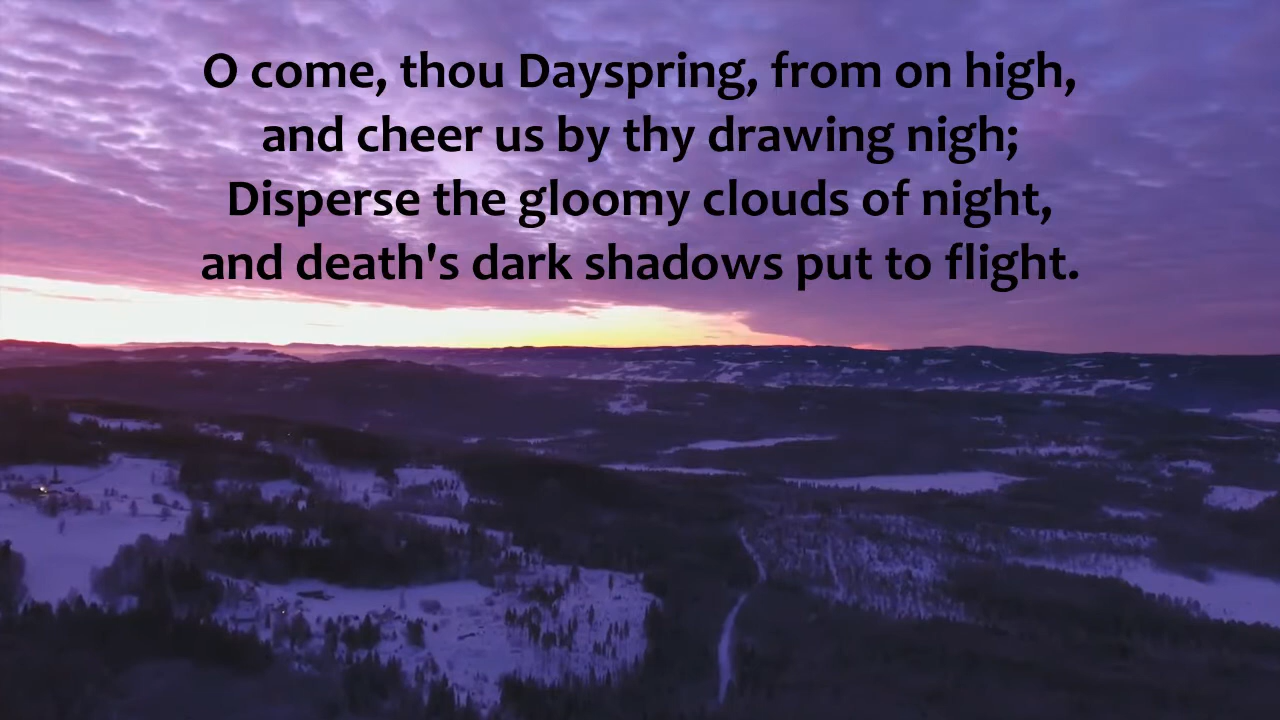 O come, thou Dayspring, from on high,
and cheer us by thy drawing nigh;
Disperse the gloomy clouds of night,
and death's dark shadows put to flight.